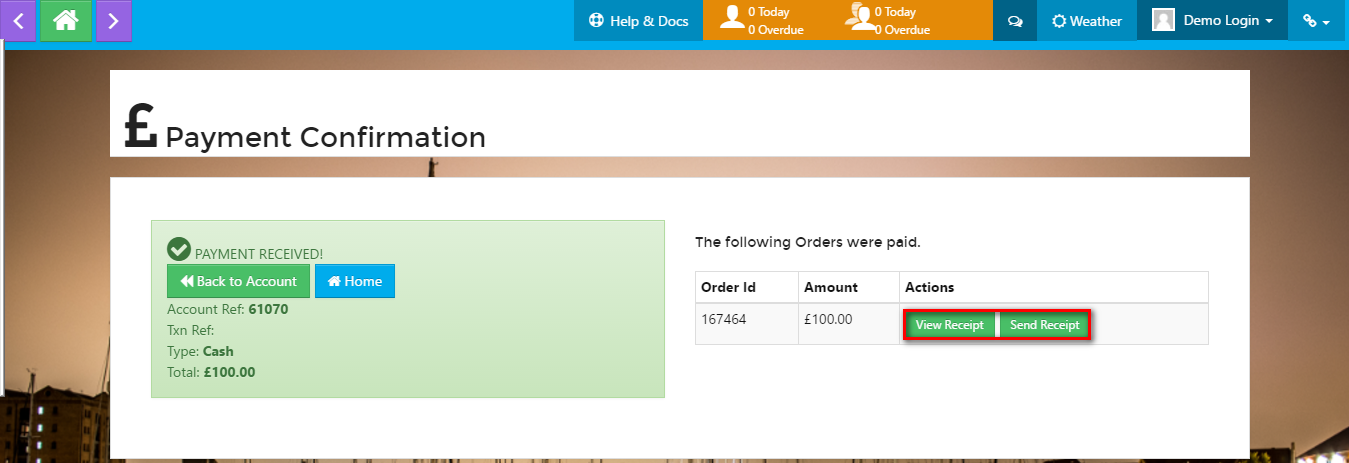 Help & Docs
0 Today
0 Overdue
0 Today
0 Overdue
Weather
Demo Login
£ Payment Confirmation
PAYMENT RECEIVED!
Back to Account
Home
Account Ref: 61070
Txn Ref:
Type: Cash
Total: £100.00
The following Orders were paid.
Order Id Amount Actions
167464 £100.00 View Receipt Send Receipt